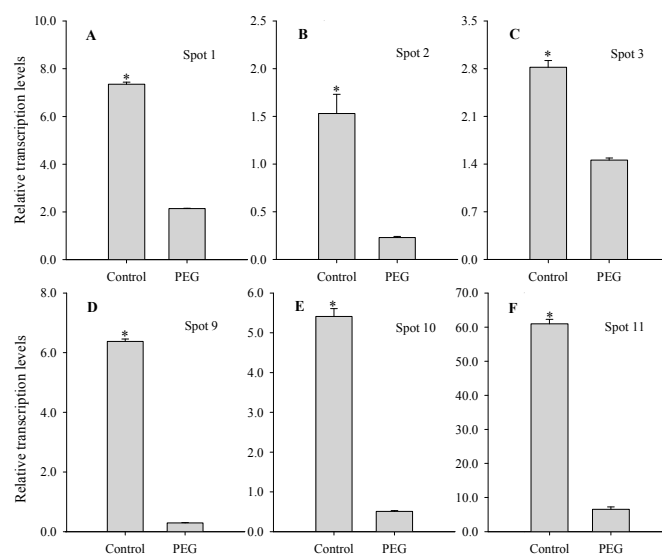 A
Spot 1
Relative transcription levels
10.0
8.0
6.0
4.0
2.0
0.0
*
Control PEG
B
Spot 2
2.5
2.0
1.5
1.0
0.5
0.0
*
Control PEG
C
Spot 3
3.5
2.8
2.1
1.4
0.7
0.0
*
Control PEG
D
Spot 9
Relative transcription levels
8.0
6.0
4.0
2.0
0.0
*
Control PEG
E
Spot 10
6.0
5.0
4.0
3.0
2.0
1.0
0.0
*
Control PEG
F
Spot 11
70.0
60.0
50.0
40.0
30.0
20.0
10.0
0.0
*
Control PEG